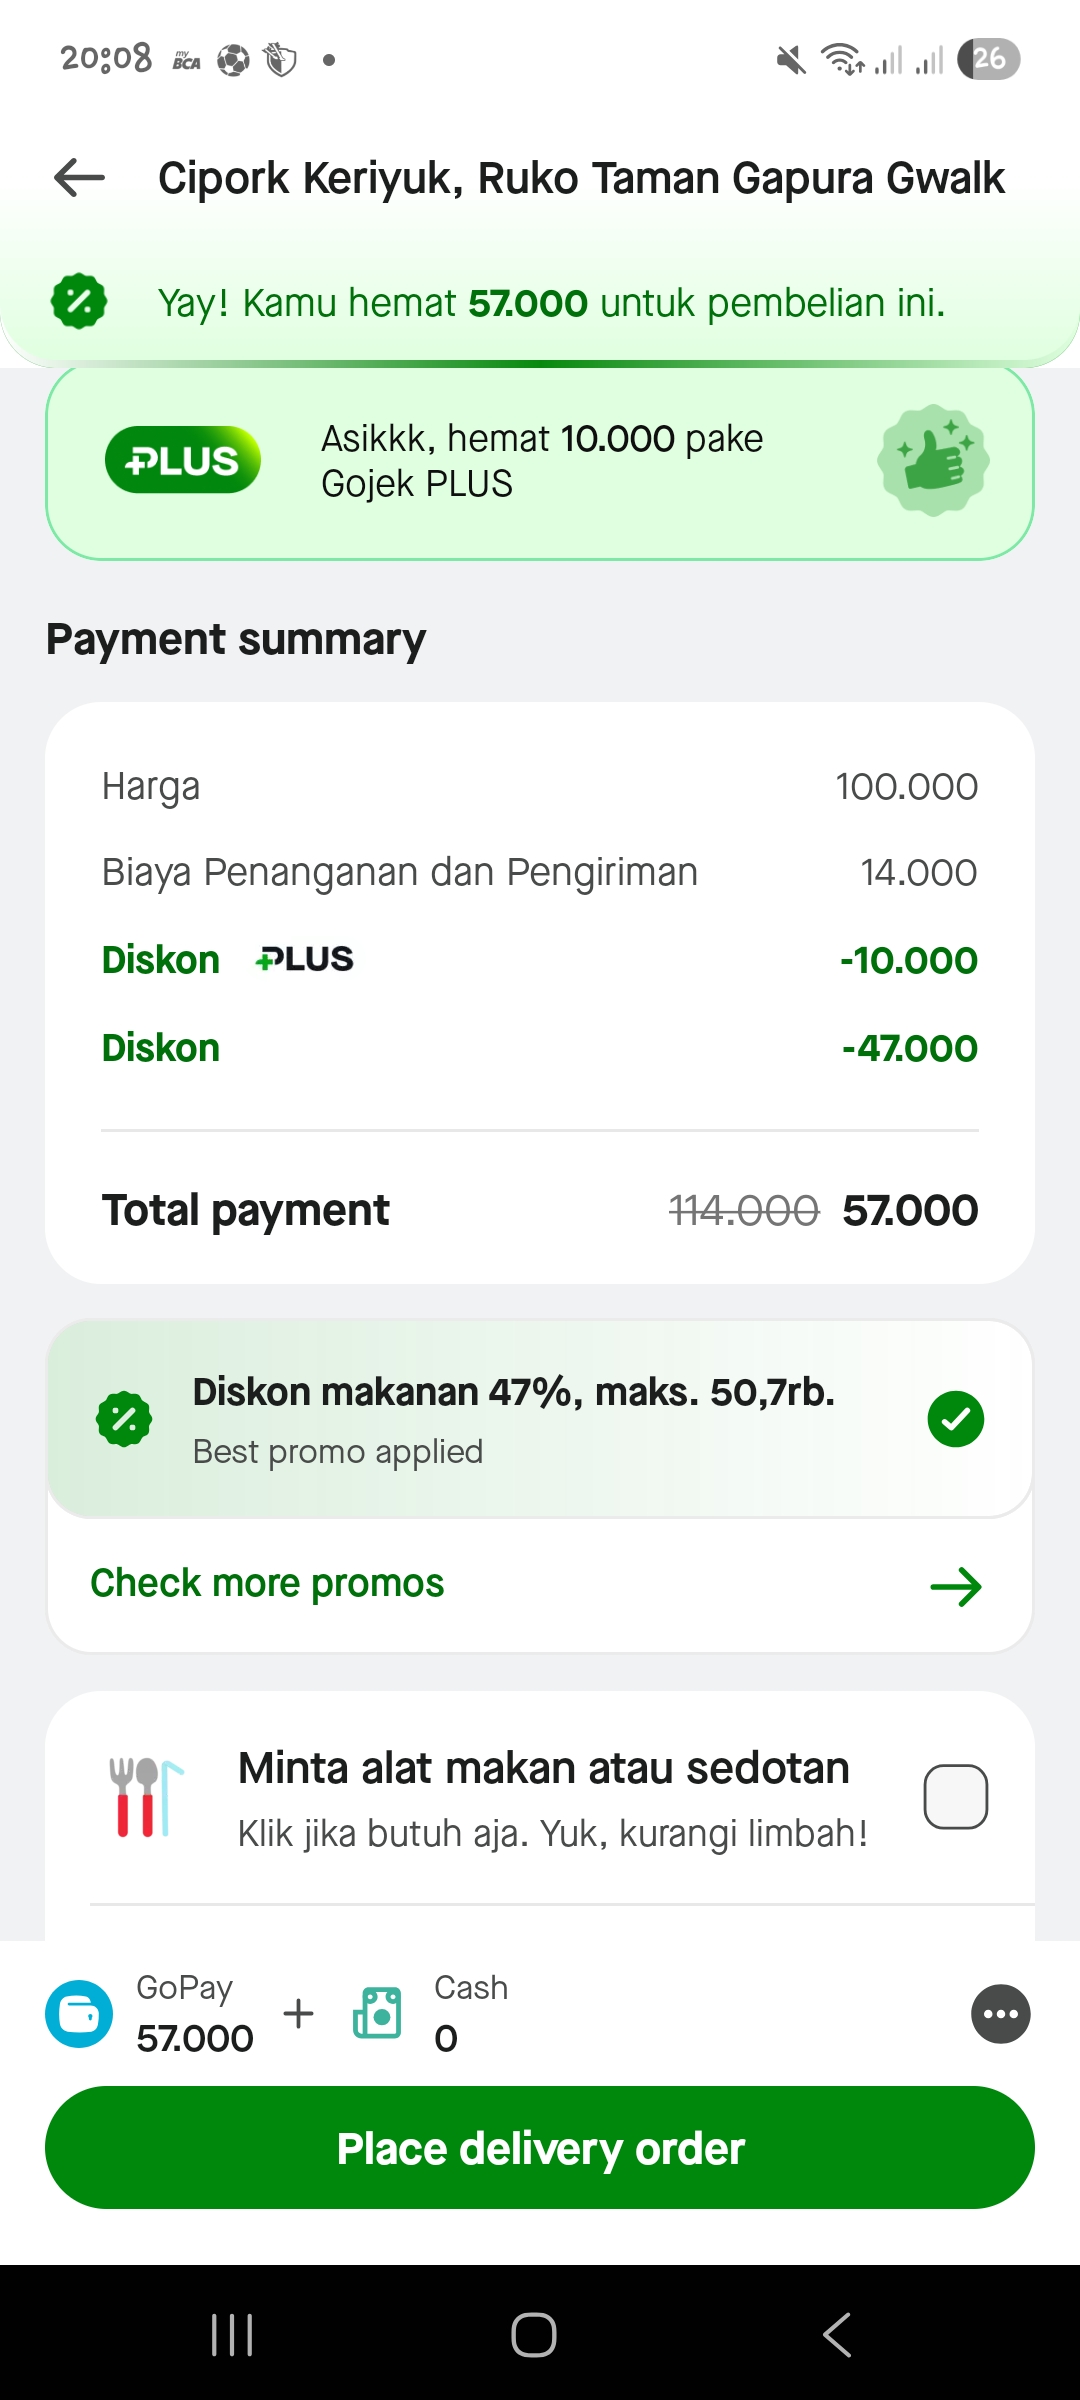 20:08 my BCA 26
Cipork Keriyuk, Ruko Taman Gapura Gwalk
Yay! Kamu hemat 57.000 untuk pembelian ini.
PLUS
Asikkk, hemat 10.000 pake
Gojek PLUS
Payment summary
Harga 100.000
Biaya Penanganan dan Pengiriman 14.000
Diskon PLUS -10.000
Diskon -47.000
Total payment 114.000 57.000
Diskon makanan 47%, maks. 50,7rb.
Best promo applied
Check more promos
Minta alat makan atau sedotan
Klik jika butuh aja. Yuk, kurangi limbah!
GoPay + Cash
57.000 0
Place delivery order